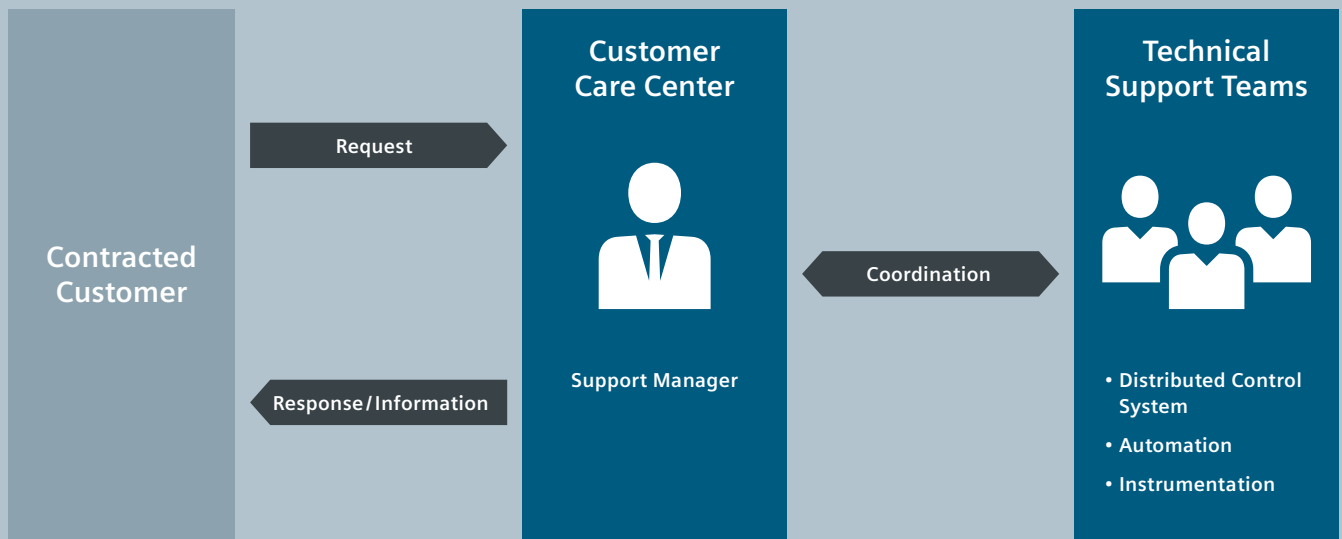 Contracted
Customer
Request
Response/Information
Customer
Care Center
Support Manager
Coordination
Technical
Support Teams
• Distributed Control
System
• Automation
• Instrumentation